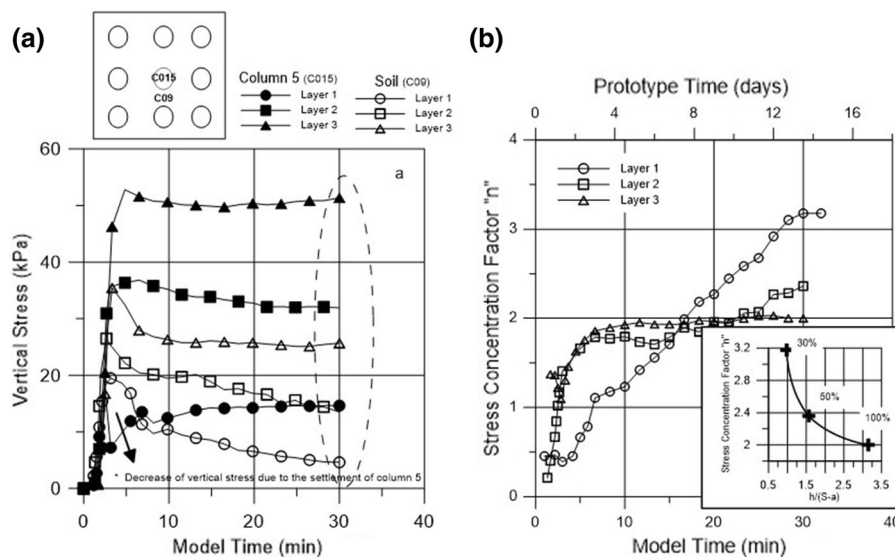 (a)
C015
C09
Column 5 (C015)
Layer 1
Layer 2
Layer 3
Soil (C09)
Layer 1
Layer 2
Layer 3
60
40
20
0
Vertical Stress (kPa)
a
* Decrease of vertical stress due to the settlement of column 5
0 10 20 30 40
Model Time (min)
(b)
Prototype Time (days)
0 4 8 12 16
4
3
2
1
0
Stress Concentration Factor "n"
Layer 1
Layer 2
Layer 3
0 10 20 30 40
Model Time (min)
Stress Concentration Factor "n"
3.2
2.8
2.4
2
30%
50%
100%
0.5 1.5 2.5 3.5
h/(S-a)